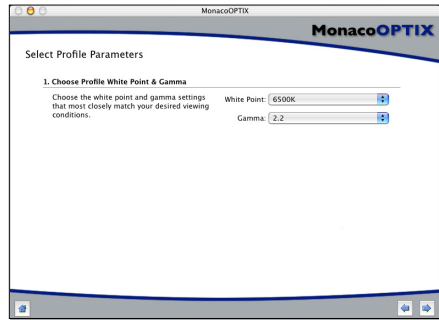 MonacoOPTIX
MonacoOPTIX
Select Profile Parameters
1. Choose Profile White Point & Gamma
Choose the white point and gamma settings
that most closely match your desired viewing
conditions.
White Point: 6500K
Gamma: 2.2